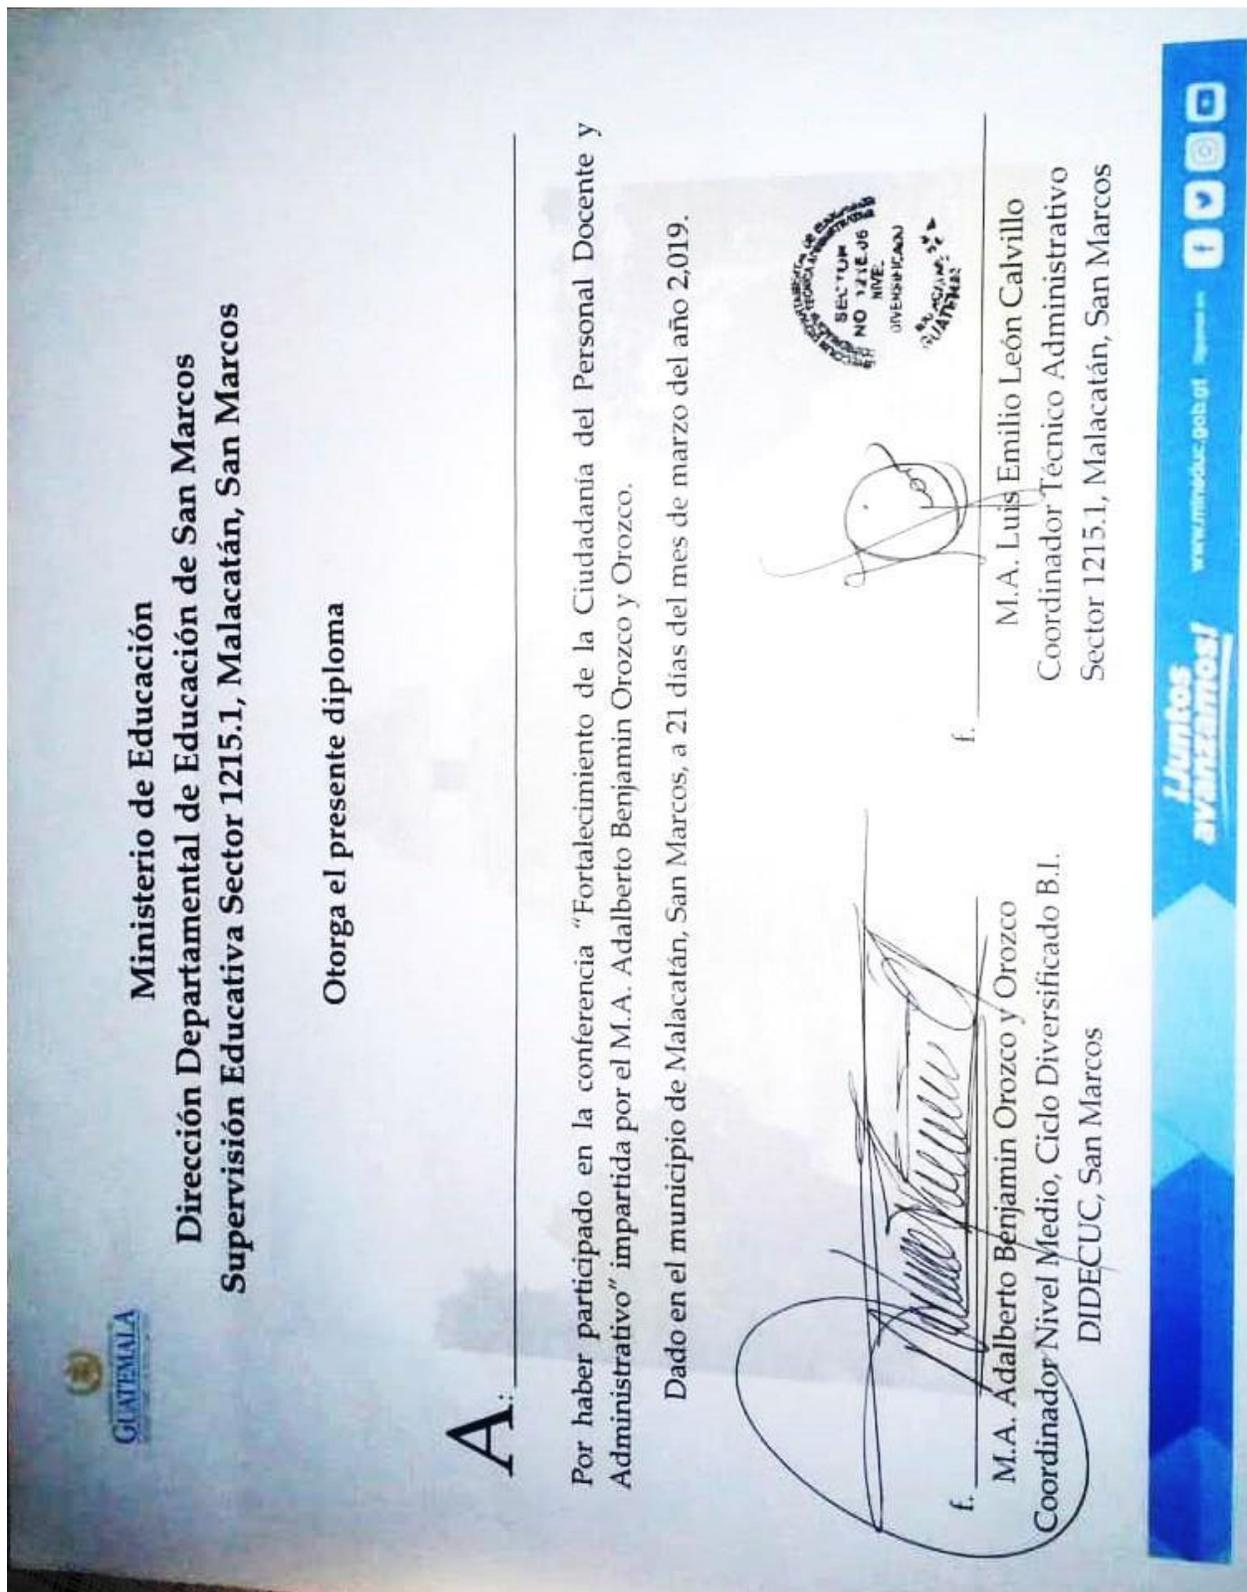 GUATEMALA
Ministerio de Educación
Dirección Departamental de Educación de San Marcos
Supervisión Educativa Sector 1215.1, Malacatán, San Marcos
Otorga el presente diploma
A:
Por haber participado en la conferencia "Fortalecimiento de la Ciudadanía del Personal Docente y
Administrativo" impartida por el M.A. Adalberto Benjamin Orozco y Orozco.
Dado en el municipio de Malacatán, San Marcos, a 21 días del mes de marzo del año 2,019.
SECTOR
NIVEL
DIVERSIFICADO
GUATEMALA
f.
M.A. Adalberto Benjamin Orozco y Orozco
Coordinador Nivel Medio, Ciclo Diversificado B.I.
DIDECUC, San Marcos
f.
M.A. Luis Emilio León Calvillo
Coordinador Técnico Administrativo
Sector 1215.1, Malacatán, San Marcos
¡Juntos
avanzamos!
www.mineduc.gob.gt